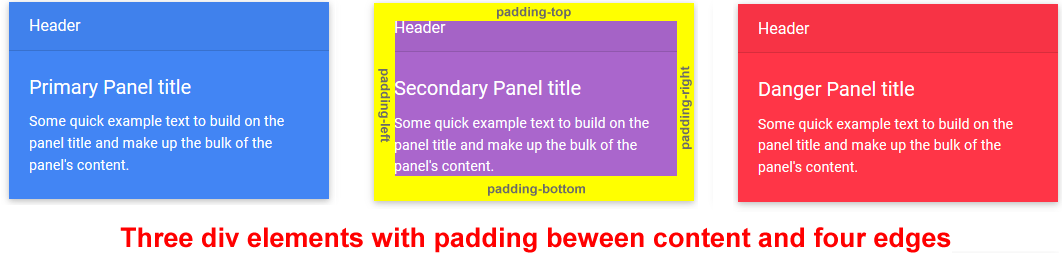 Header
Primary Panel title
Some quick example text to build on the
panel title and make up the bulk of the
panel's content.
padding-top
Header
padding-left
Secondary Panel title
Some quick example text to build on the
panel title and make up the bulk of the
panel's content.
padding-right
padding-bottom
Header
Danger Panel title
Some quick example text to build on the
panel title and make up the bulk of the
panel's content.
Three div elements with padding beween content and four edges